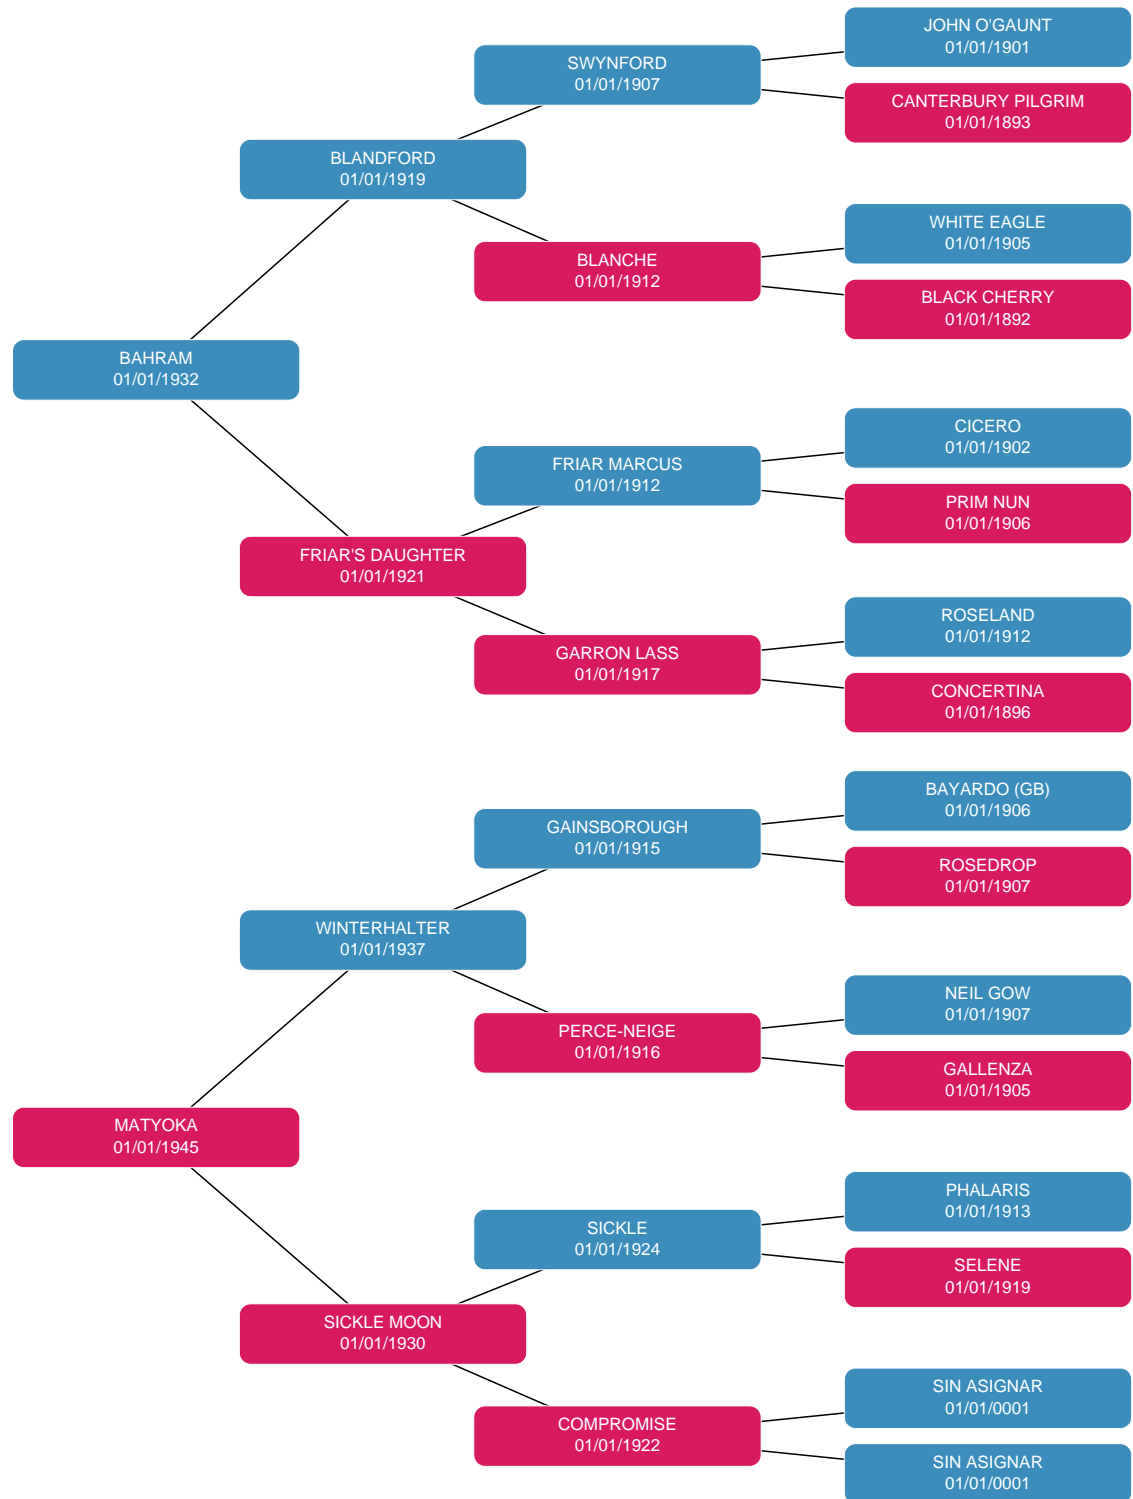 JOHN O'GAUNT
01/01/1901
SWYNFORD
01/01/1907
CANTERBURY PILGRIM
01/01/1893
BLANDFORD
01/01/1919
WHITE EAGLE
01/01/1905
BLANCHE
01/01/1912
BLACK CHERRY
01/01/1892
BAHRAM
01/01/1932
CICERO
01/01/1902
FRIAR MARCUS
01/01/1912
PRIM NUN
01/01/1906
FRIAR'S DAUGHTER
01/01/1921
ROSELAND
01/01/1912
GARRON LASS
01/01/1917
CONCERTINA
01/01/1896
BAYARDO (GB)
01/01/1906
GAINSBOROUGH
01/01/1915
ROSEDROP
01/01/1907
WINTERHALTER
01/01/1937
NEIL GOW
01/01/1907
PERCE-NEIGE
01/01/1916
GALLENZA
01/01/1905
MATYOKA
01/01/1945
PHALARIS
01/01/1913
SICKLE
01/01/1924
SELENE
01/01/1919
SICKLE MOON
01/01/1930
SIN ASIGNAR
01/01/0001
COMPROMISE
01/01/1922
SIN ASIGNAR
01/01/0001